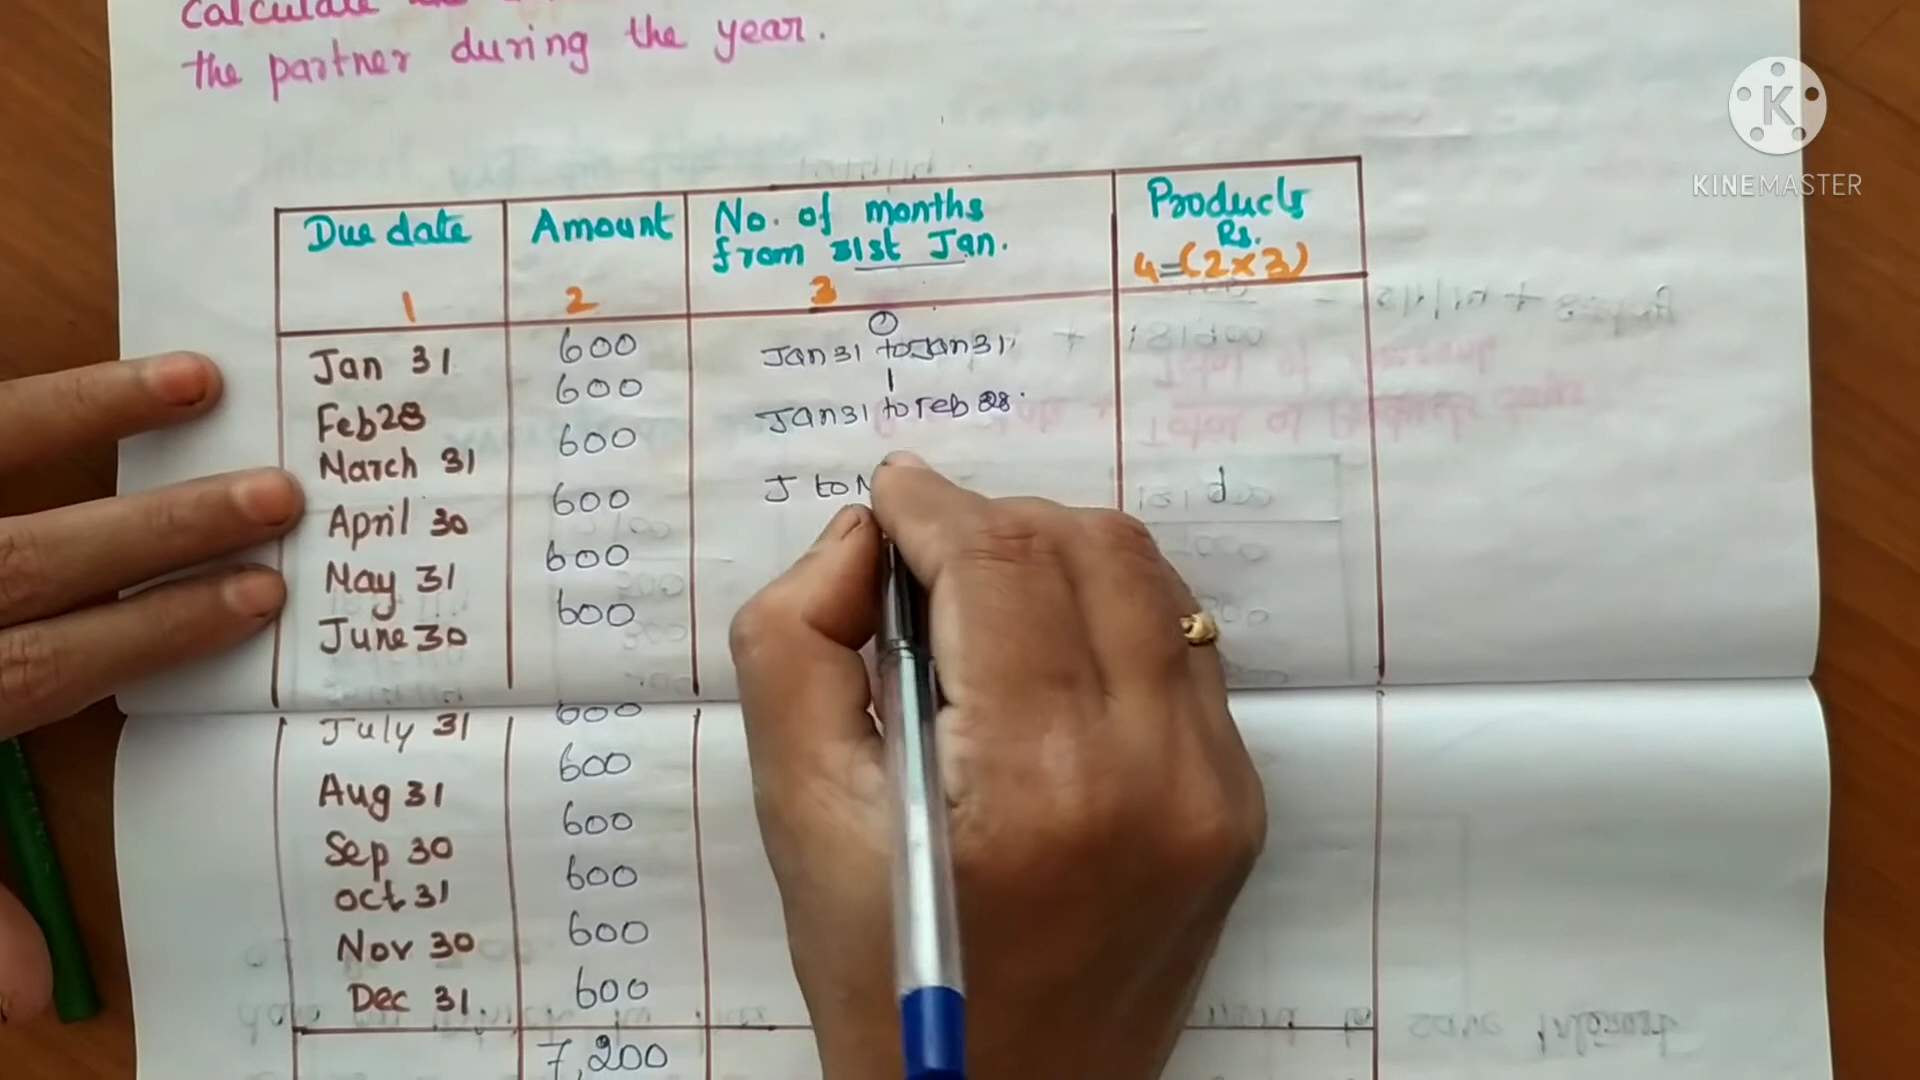 Calculate the
the partner during the year.
KINEMASTER
Due date Amount No. of months from 31st Jan. Products Rs.
1 2 3 4=(2×3)
0
Jan 31 600 Jan 31 to Jan 31
1
Feb 28 600 Jan 31 to Feb 28.
March 31 600 J to
April 30 600
May 31 600
June 30 600
July 31 600
Aug 31 600
Sep 30 600
Oct 31 600
Nov 30 600
Dec 31 600
7,200